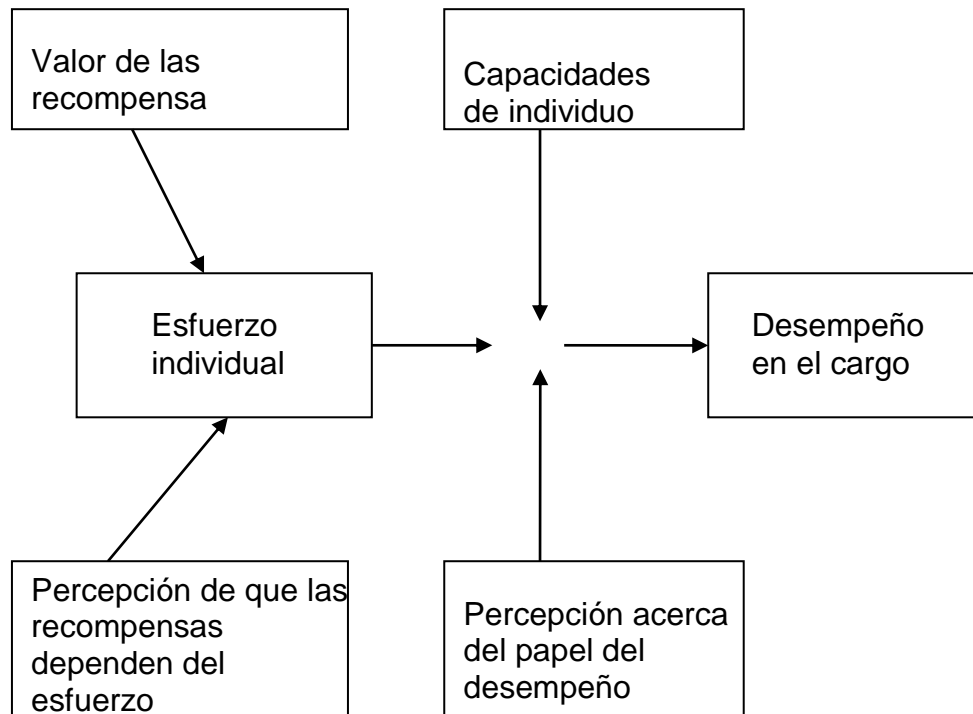 Valor de las
recompensa
Capacidades
de individuo
Esfuerzo
individual
Desempeño
en el cargo
Percepción de que las
recompensas
dependen del
esfuerzo
Percepción acerca
del papel del
desempeño